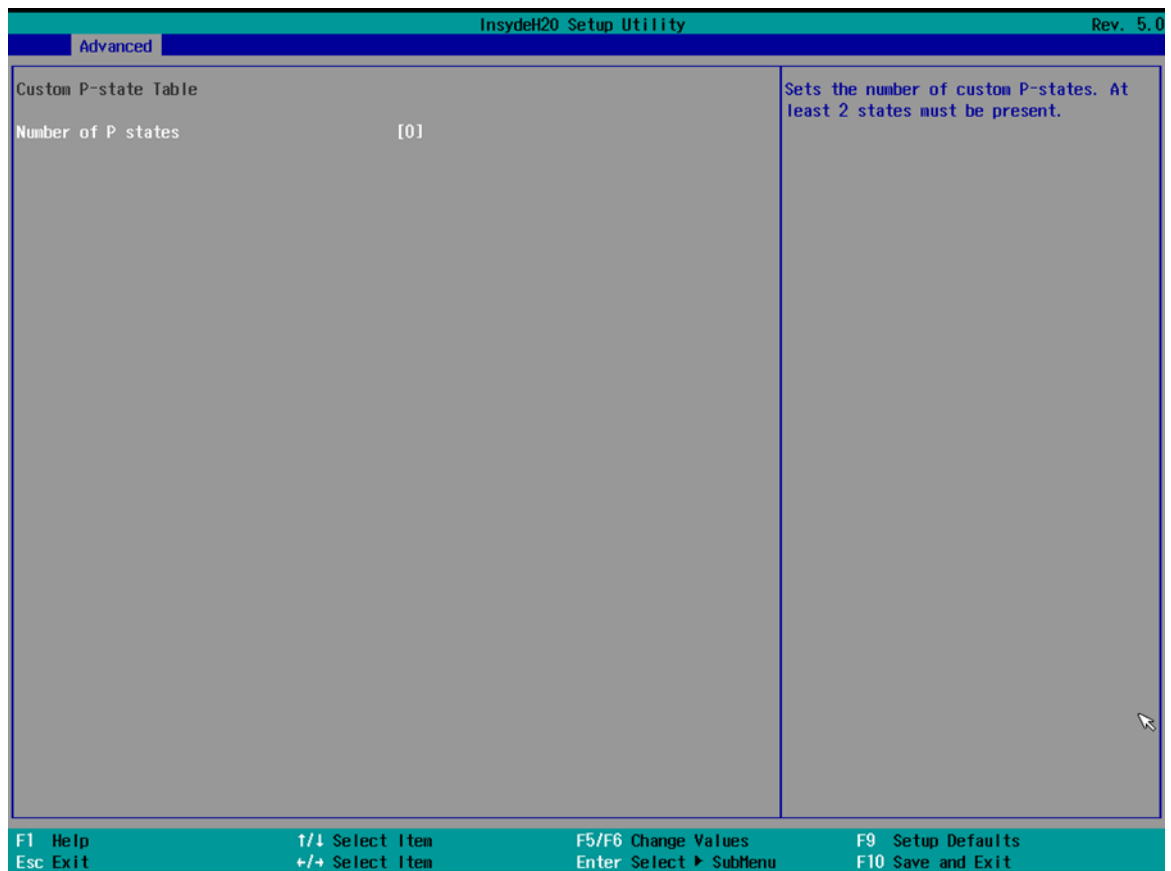 InsydeH20 Setup Utility Rev. 5.0
Advanced
Custom P-state Table
Number of P states [0]
Sets the number of custom P-states. At
least 2 states must be present.
F1 Help ↑/↓ Select Item F5/F6 Change Values F9 Setup Defaults
Esc Exit ←/→ Select Item Enter Select ▶ SubMenu F10 Save and Exit